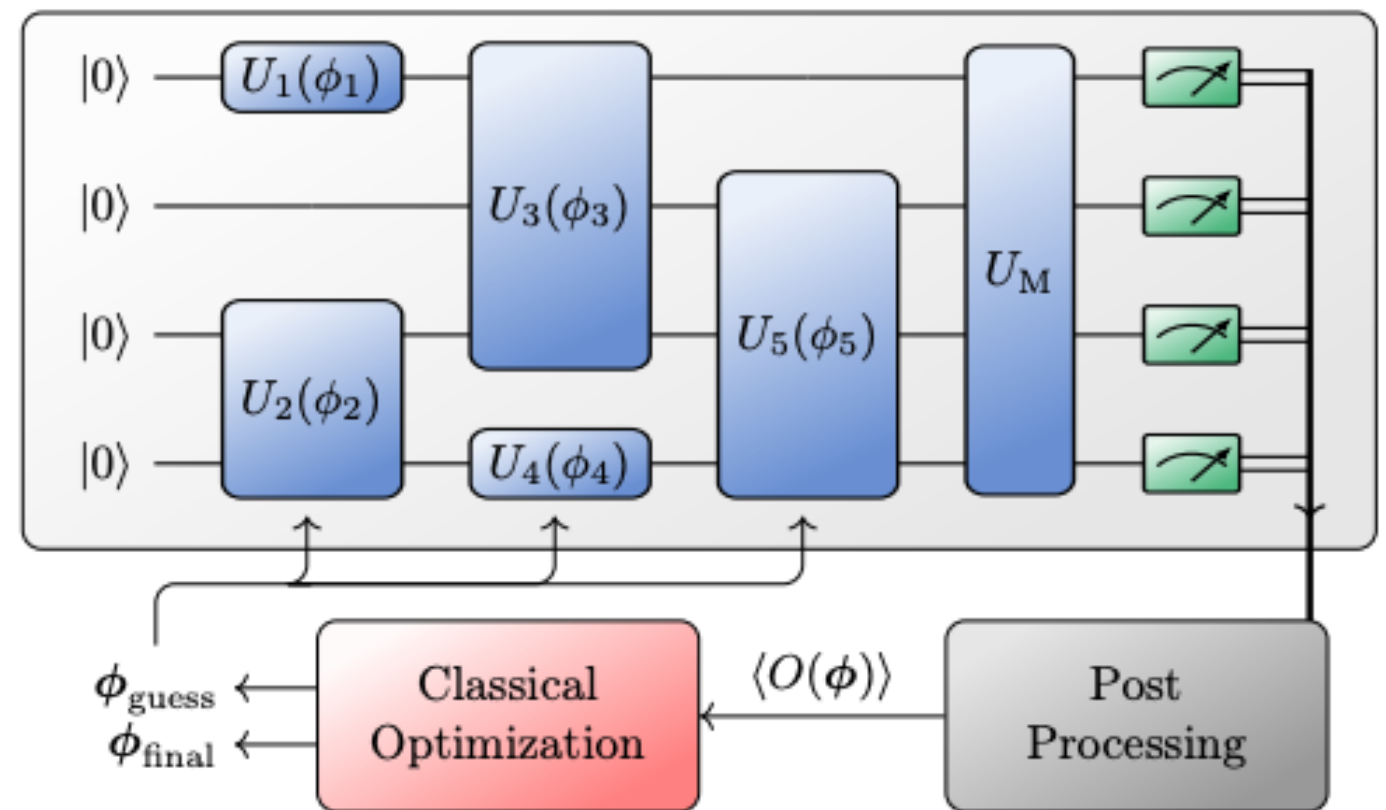 |0⟩ U₁(ϕ₁)
|0⟩ U₃(ϕ₃)
U_M
|0⟩ U₅(ϕ₅)
U₂(ϕ₂)
|0⟩ U₄(ϕ₄)
ϕ_guess
ϕ_final
Classical
Optimization
⟨O(ϕ)⟩
Post
Processing